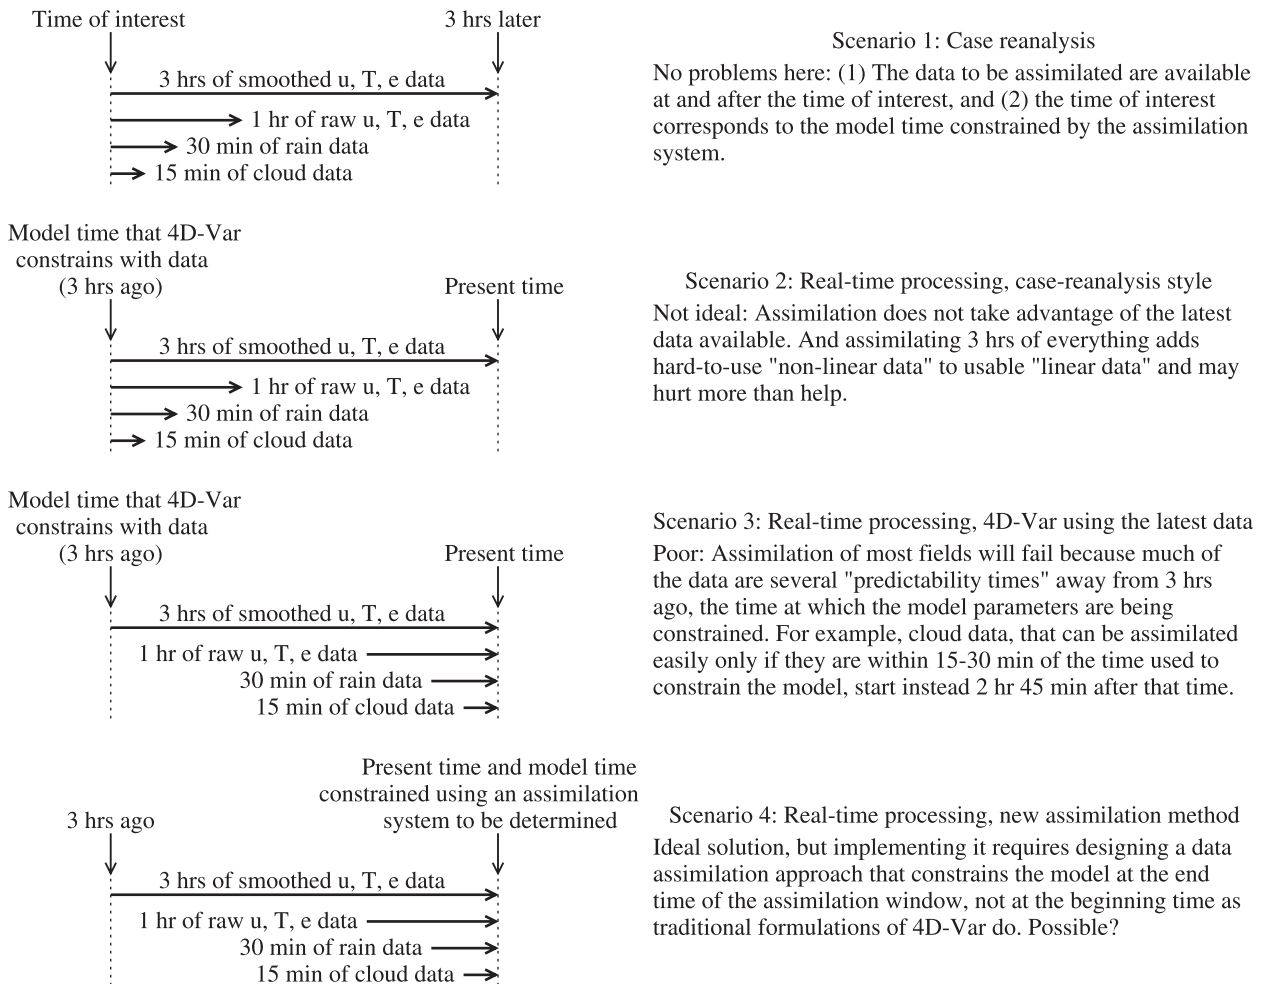 Time of interest
3 hrs later
3 hrs of smoothed u, T, e data
1 hr of raw u, T, e data
30 min of rain data
15 min of cloud data
Scenario 1: Case reanalysis
No problems here: (1) The data to be assimilated are available
at and after the time of interest, and (2) the time of interest
corresponds to the model time constrained by the assimilation
system.
Model time that 4D-Var
constrains with data
(3 hrs ago)
Present time
3 hrs of smoothed u, T, e data
1 hr of raw u, T, e data
30 min of rain data
15 min of cloud data
Scenario 2: Real-time processing, case-reanalysis style
Not ideal: Assimilation does not take advantage of the latest
data available. And assimilating 3 hrs of everything adds
hard-to-use "non-linear data" to usable "linear data" and may
hurt more than help.
Model time that 4D-Var
constrains with data
(3 hrs ago)
Present time
3 hrs of smoothed u, T, e data
1 hr of raw u, T, e data
30 min of rain data
15 min of cloud data
Scenario 3: Real-time processing, 4D-Var using the latest data
Poor: Assimilation of most fields will fail because much of
the data are several "predictability times" away from 3 hrs
ago, the time at which the model parameters are being
constrained. For example, cloud data, that can be assimilated
easily only if they are within 15-30 min of the time used to
constrain the model, start instead 2 hr 45 min after that time.
3 hrs ago
Present time and model time
constrained using an assimilation
system to be determined
3 hrs of smoothed u, T, e data
1 hr of raw u, T, e data
30 min of rain data
15 min of cloud data
Scenario 4: Real-time processing, new assimilation method
Ideal solution, but implementing it requires designing a data
assimilation approach that constrains the model at the end
time of the assimilation window, not at the beginning time as
traditional formulations of 4D-Var do. Possible?